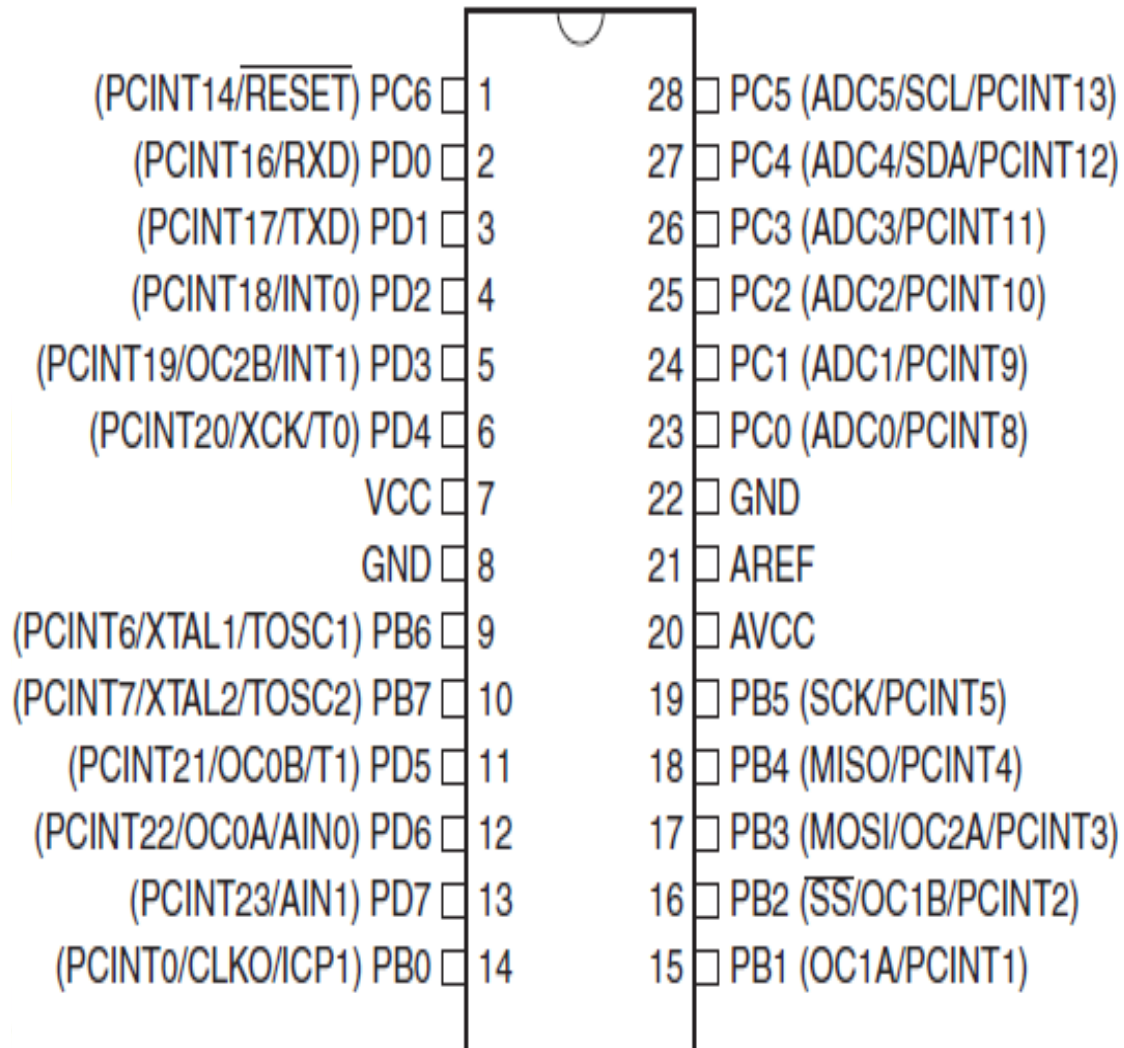 (PCINT14/RESET) PC6 1 28 PC5 (ADC5/SCL/PCINT13)
(PCINT16/RXD) PD0 2 27 PC4 (ADC4/SDA/PCINT12)
(PCINT17/TXD) PD1 3 26 PC3 (ADC3/PCINT11)
(PCINT18/INT0) PD2 4 25 PC2 (ADC2/PCINT10)
(PCINT19/OC2B/INT1) PD3 5 24 PC1 (ADC1/PCINT9)
(PCINT20/XCK/T0) PD4 6 23 PC0 (ADC0/PCINT8)
VCC 7 22 GND
GND 8 21 AREF
(PCINT6/XTAL1/TOSC1) PB6 9 20 AVCC
(PCINT7/XTAL2/TOSC2) PB7 10 19 PB5 (SCK/PCINT5)
(PCINT21/OC0B/T1) PD5 11 18 PB4 (MISO/PCINT4)
(PCINT22/OC0A/AIN0) PD6 12 17 PB3 (MOSI/OC2A/PCINT3)
(PCINT23/AIN1) PD7 13 16 PB2 (SS/OC1B/PCINT2)
(PCINT0/CLKO/ICP1) PB0 14 15 PB1 (OC1A/PCINT1)